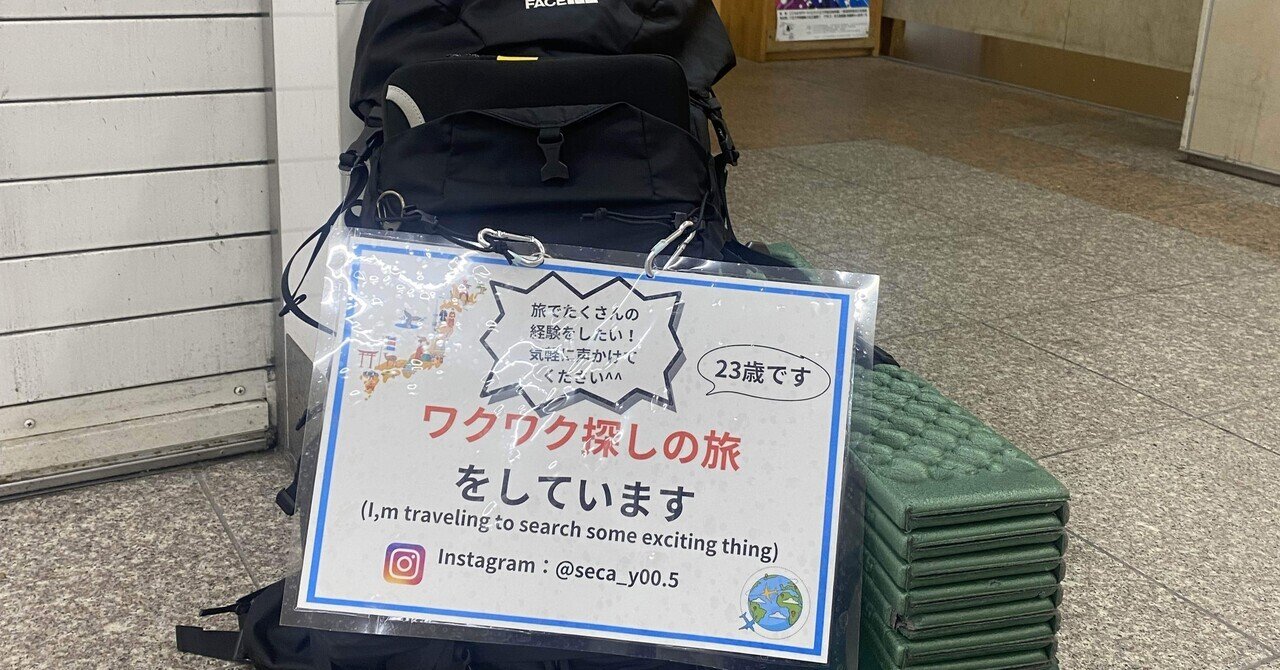 FACE
旅でたくさんの
経験をしたい！
気軽に声かけて
ください^^
23歳です
ワクワク探しの旅
をしています
(I,m traveling to search some exciting thing)
Instagram：@seca_y00.5